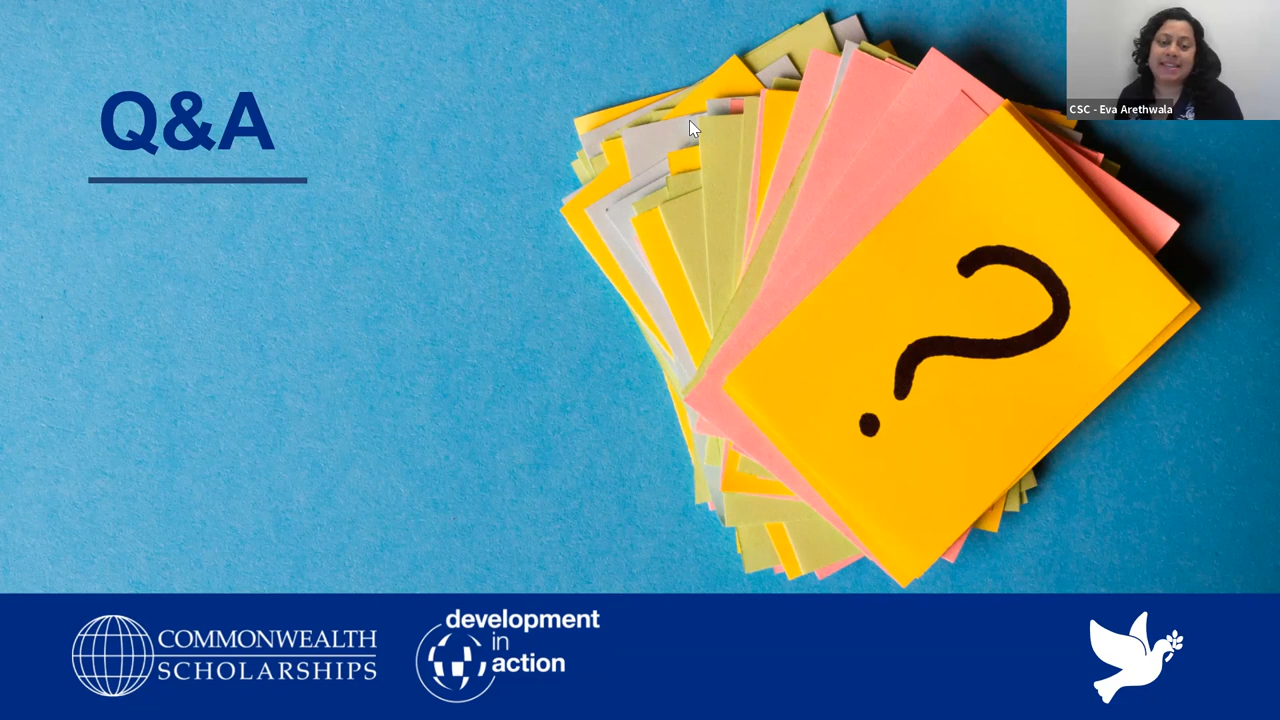 Q&A
CSC - Eva Arethwala
?
COMMONWEALTH
SCHOLARSHIPS
development
in
action